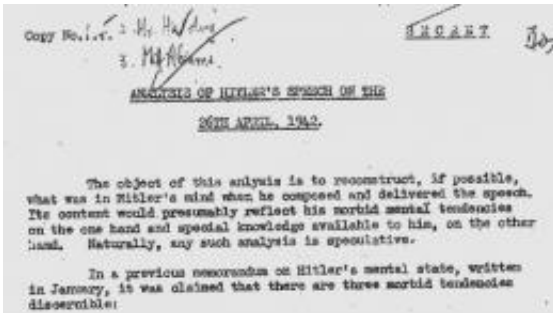 Copy No. 2. Mr. Harding SECRET
3. Mr Abrams.
ANALYSIS OF HITLER'S SPEECH ON THE
26TH APRIL, 1942.
The object of this anlysis is to reconstruct, if possible,
what was in Hitler's mind when he composed and delivered the speech.
Its content would presumably reflect his morbid mental tendencies
on the one hand and special knowledge available to him, on the other
hand. Naturally, any such analysis is speculative.
In a previous memorandum on Hitler's mental state, written
in January, it was claimed that there are three morbid tendencies
discernible: